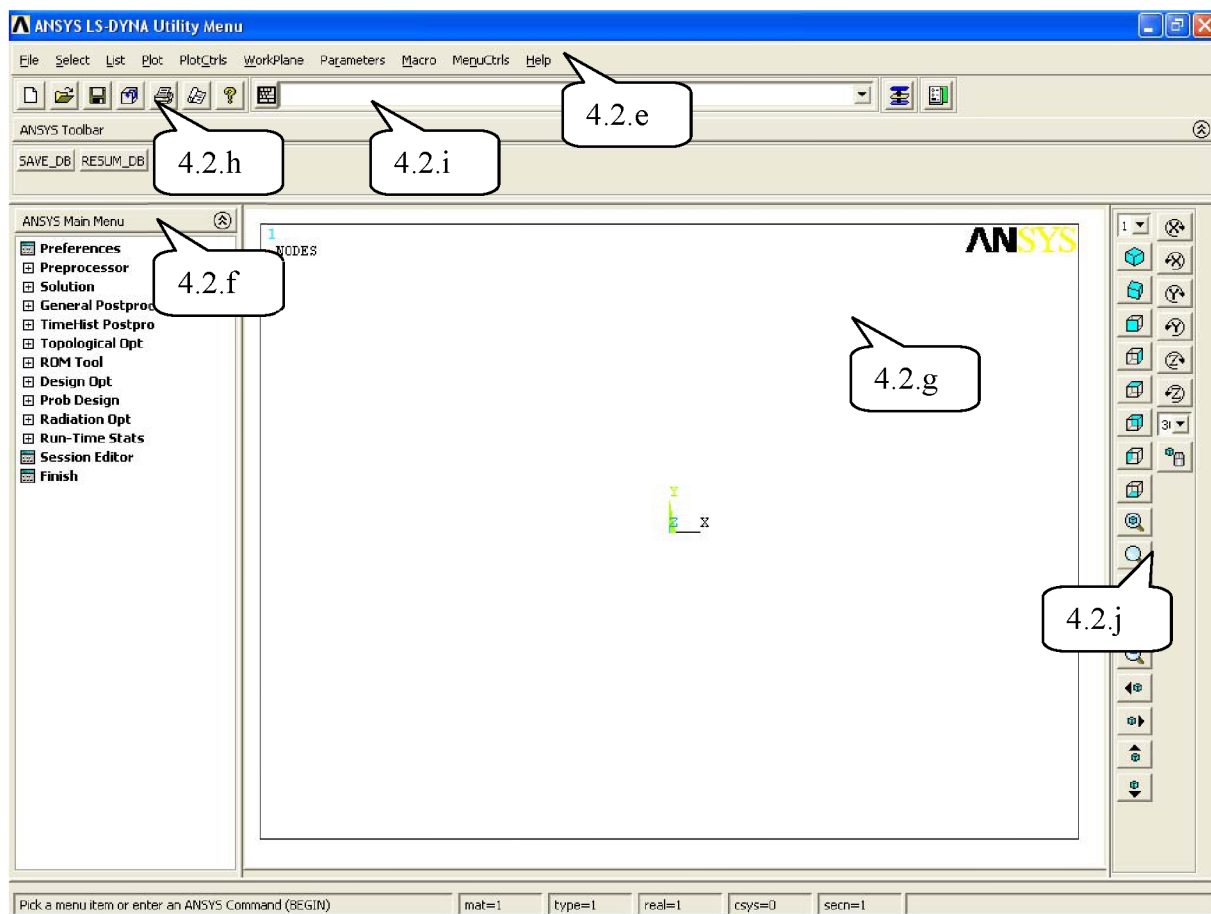 ANSYS LS-DYNA Utility Menu
File Select List Plot PlotCtrls WorkPlane Parameters Macro MenuCtrls Help
4.2.e
ANSYS Toolbar
SAVE_DB RESUM_DB
4.2.h
4.2.i
ANSYS Main Menu
Preferences
Preprocessor
Solution
General Postproc
TimeHist Postpro
Topological Opt
ROM Tool
Design Opt
Prob Design
Radiation Opt
Run-Time Stats
Session Editor
Finish
4.2.f
1
NODES
ANSYS
4.2.g
Y
Z X
1
X
X
Y
Y
Z
Z
4.2.j
Pick a menu item or enter an ANSYS Command (BEGIN) mat=1 type=1 real=1 csys=0 secn=1